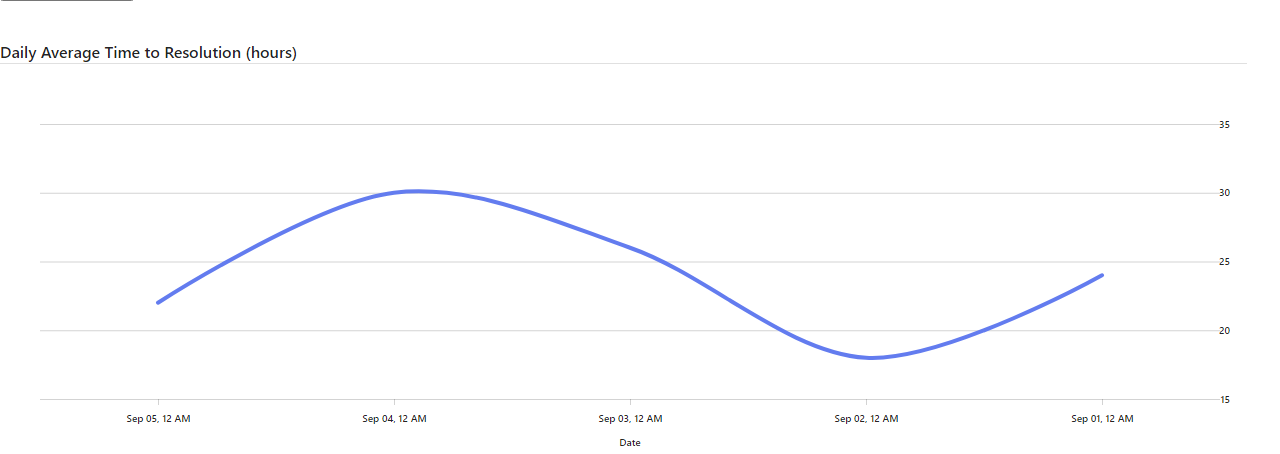 Daily Average Time to Resolution (hours)
35
30
25
20
15
Sep 05, 12 AM Sep 04, 12 AM Sep 03, 12 AM Sep 02, 12 AM Sep 01, 12 AM
Date